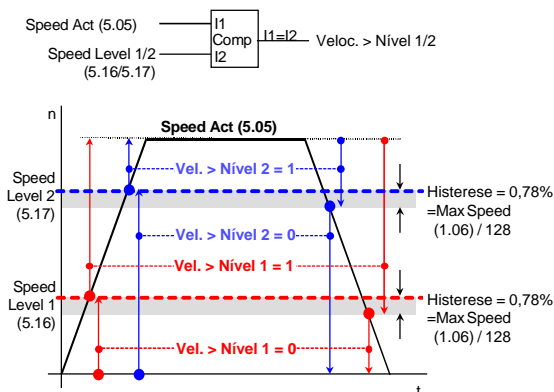 Speed Act (5.05)
I1
Comp
I1=I2
Veloc. > Nível 1/2
Speed Level 1/2
I2
(5.16/5.17)
n
Speed Act (5.05)
Speed
Level 2
(5.17)
Vel. > Nível 2 = 1
Histerese = 0,78%
=Max Speed
(1.06) / 128
Vel. > Nível 2 = 0
Vel. > Nível 1 = 1
Speed
Level 1
(5.16)
Histerese = 0,78%
=Max Speed
(1.06) / 128
Vel. > Nível 1 = 0
t